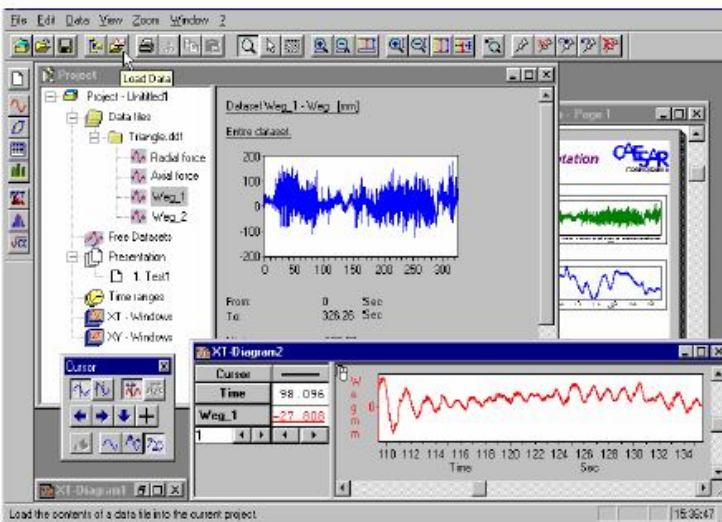 File Edit Data View Zoom Window ?
Load Data
Project
Project - Untitled1
Data files
Triangle.ddf
Radial force
Axial force
Weg_1
Weg_2
Free Datasets
Presentation
1. Test1
Time ranges
XT - Windows
XY - Windows
Dataset Weg_1 - Weg [mm]
Entire dataset:
200
100
0
-100
-200
0 50 100 150 200 250 300
From: 0 Sec
To: 326.26 Sec
- Page 1
CAESAR
Cursor
XT-Diagram2
Cursor
Time 98.096
Weg_1 -27.808
1
W e g m m
0
110 112 114 116 118 120 122 124 126 128 130 132 134
Time Sec
XT-Diagram1
Load the contents of a data file into the current project
15:36:47